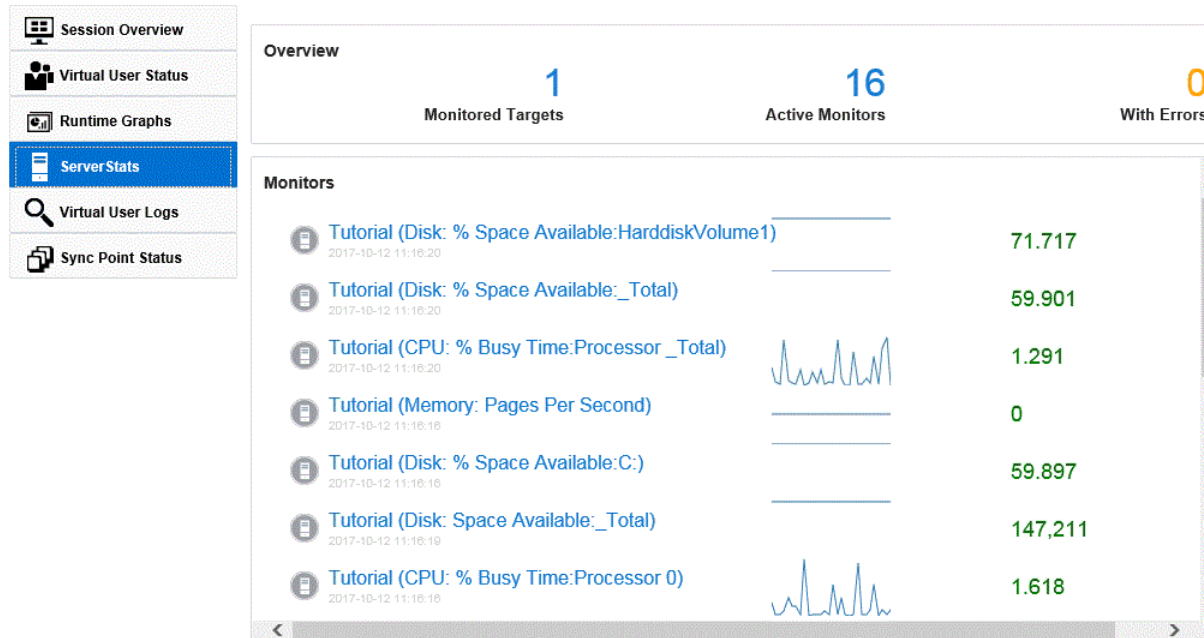 Session Overview
Virtual User Status
Runtime Graphs
ServerStats
Virtual User Logs
Sync Point Status
Overview
1
16
0
Monitored Targets
Active Monitors
With Errors
Monitors
Tutorial (Disk: % Space Available:HarddiskVolume1)
2017-10-12 11:16:20
71.717
Tutorial (Disk: % Space Available:_Total)
2017-10-12 11:16:20
59.901
Tutorial (CPU: % Busy Time:Processor _Total)
2017-10-12 11:16:20
1.291
Tutorial (Memory: Pages Per Second)
2017-10-12 11:16:16
0
Tutorial (Disk: % Space Available:C:)
2017-10-12 11:16:16
59.897
Tutorial (Disk: Space Available:_Total)
2017-10-12 11:16:19
147,211
Tutorial (CPU: % Busy Time:Processor 0)
2017-10-12 11:16:16
1.618